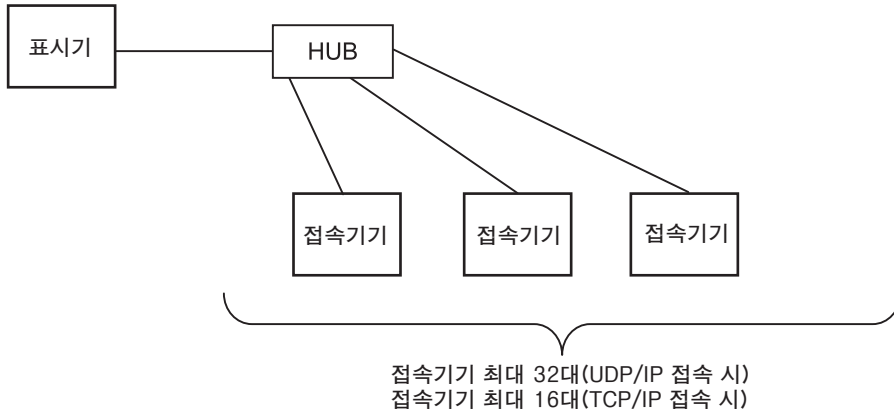 표시기
HUB
접속기기
접속기기
접속기기
접속기기 최대 32대(UDP/IP 접속 시)
접속기기 최대 16대(TCP/IP 접속 시)